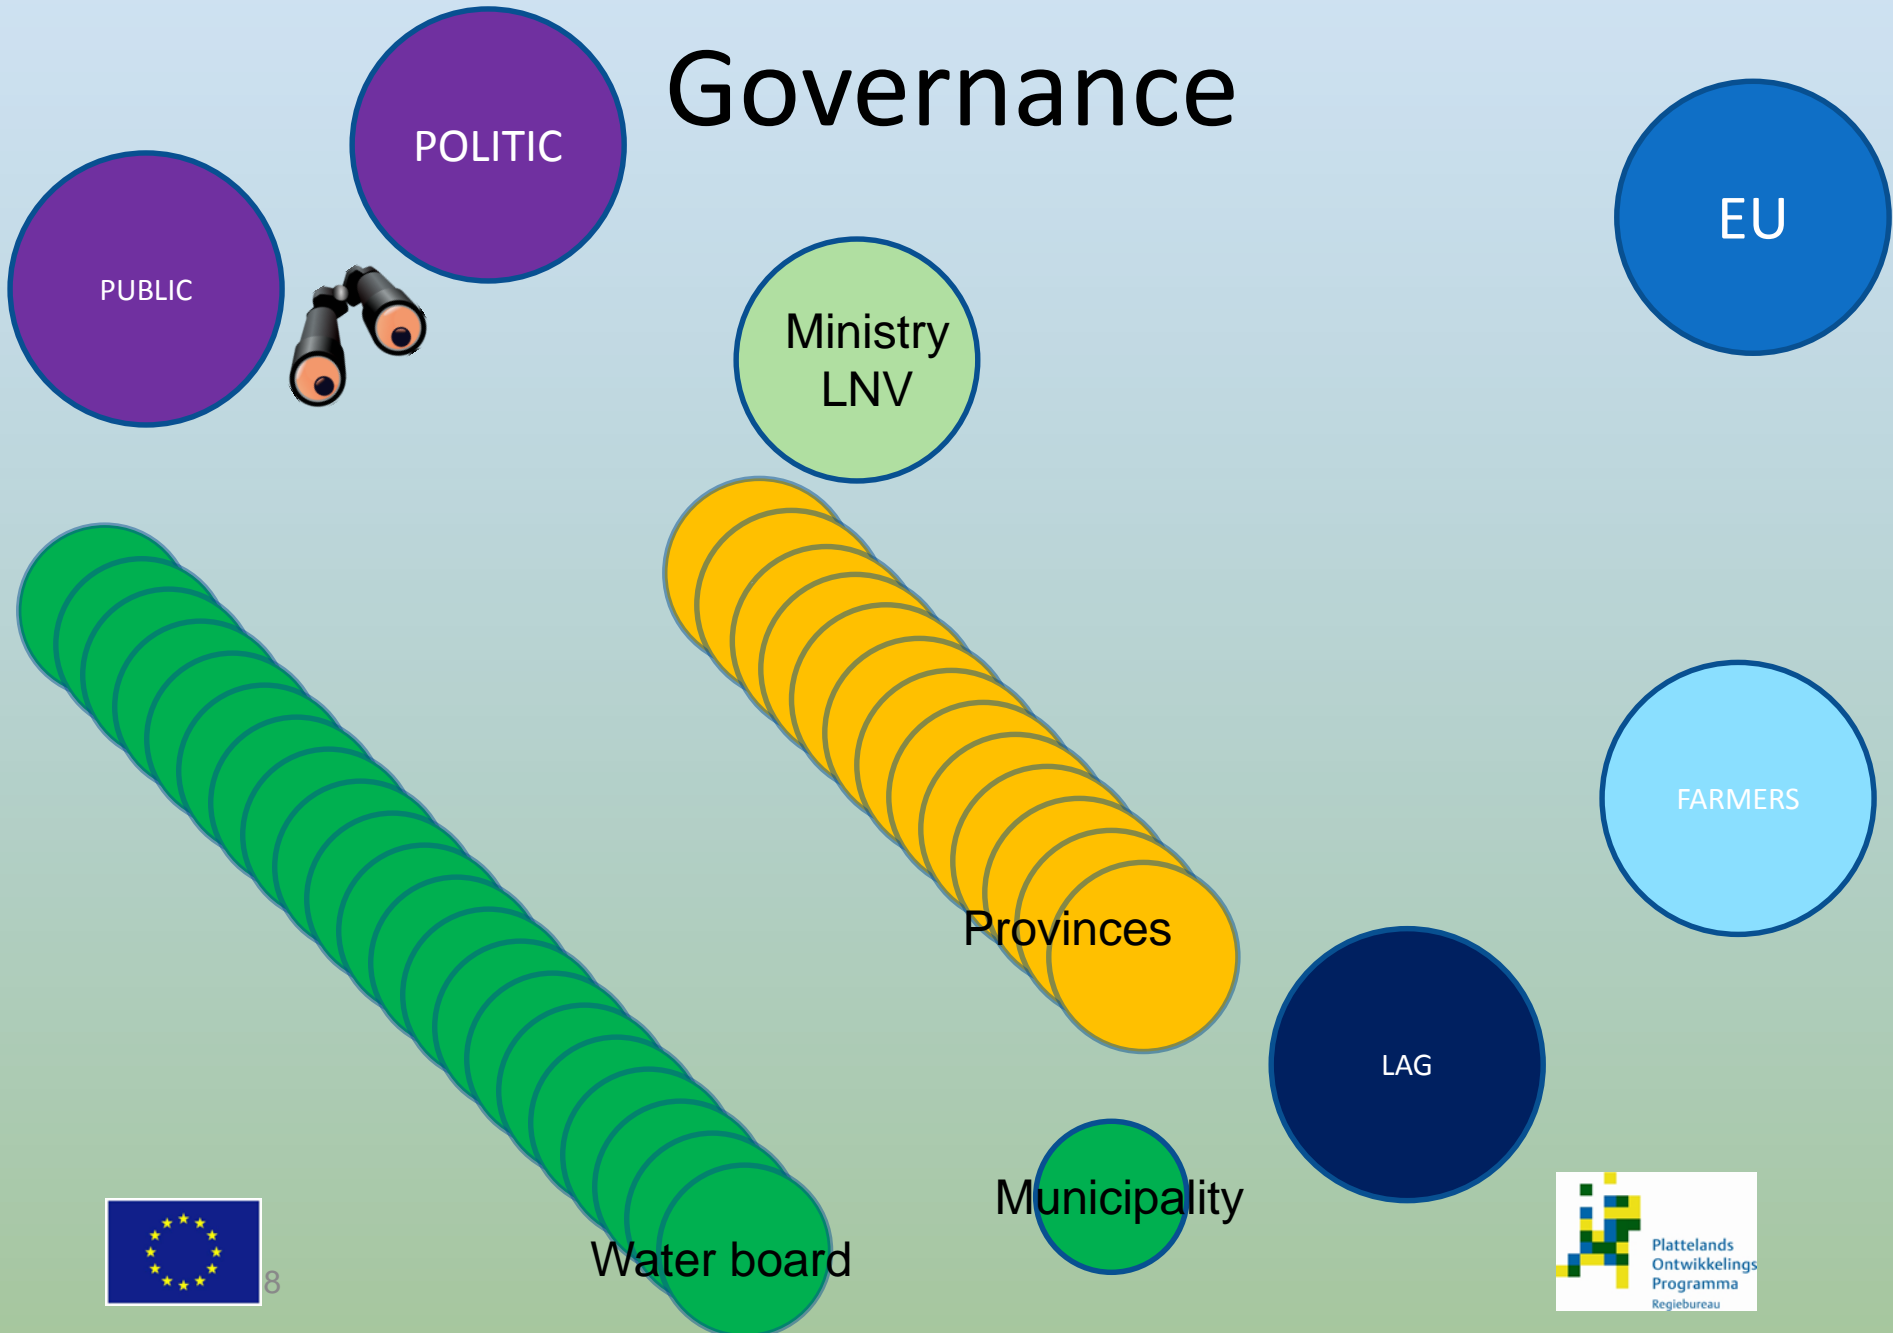 Governance
POLITIC
PUBLIC
EU
Ministry
LNV
FARMERS
Provinces
LAG
Municipality
Water board
8
Plattelands
Ontwikkelings
Programma
Regiebureau